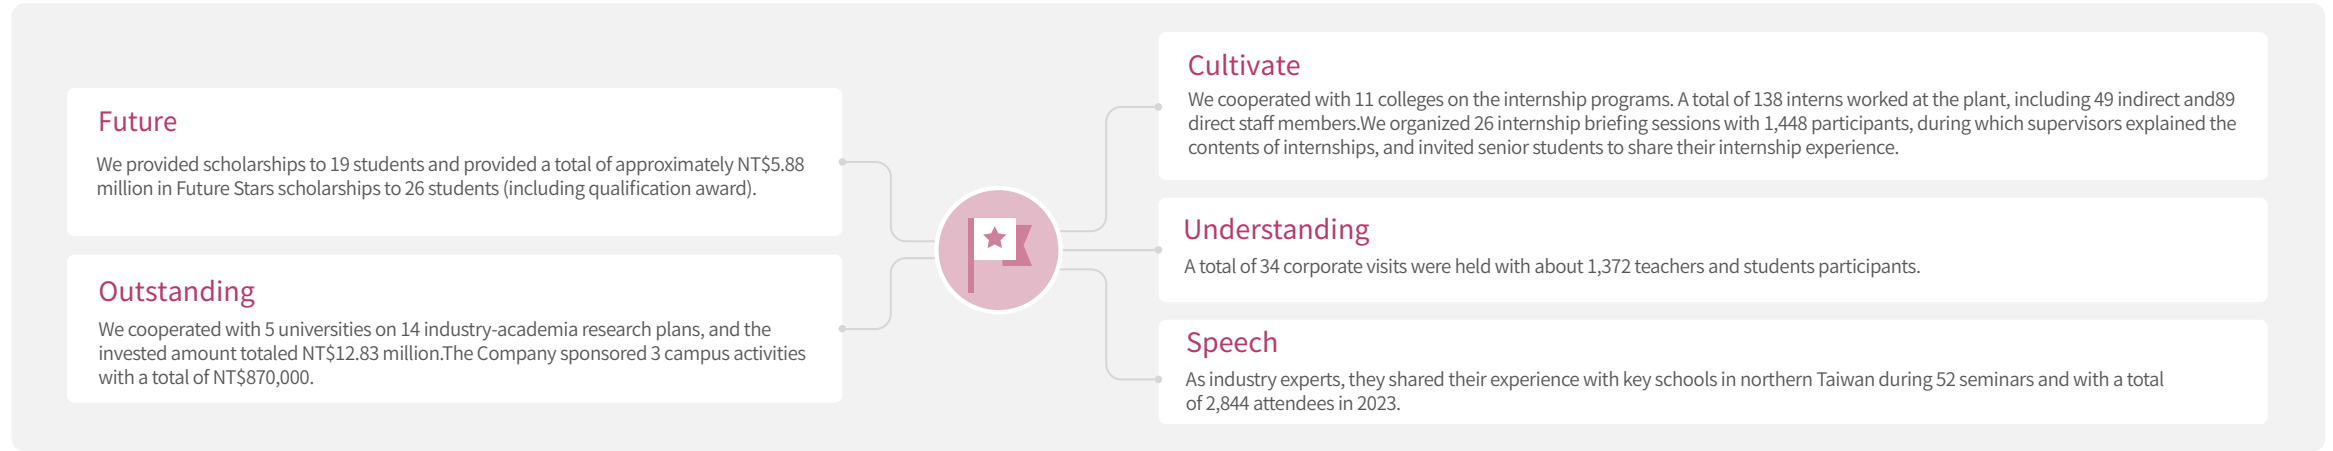 Future
We provided scholarships to 19 students and provided a total of approximately NT$5.88
million in Future Stars scholarships to 26 students (including qualification award).
Outstanding
We cooperated with 5 universities on 14 industry-academia research plans, and the
invested amount totaled NT$12.83 million.The Company sponsored 3 campus activities
with a total of NT$870,000.
Cultivate
We cooperated with 11 colleges on the internship programs. A total of 138 interns worked at the plant, including 49 indirect and89
direct staff members.We organized 26 internship briefing sessions with 1,448 participants, during which supervisors explained the
contents of internships, and invited senior students to share their internship experience.
Understanding
A total of 34 corporate visits were held with about 1,372 teachers and students participants.
Speech
As industry experts, they shared their experience with key schools in northern Taiwan during 52 seminars and with a total
of 2,844 attendees in 2023.